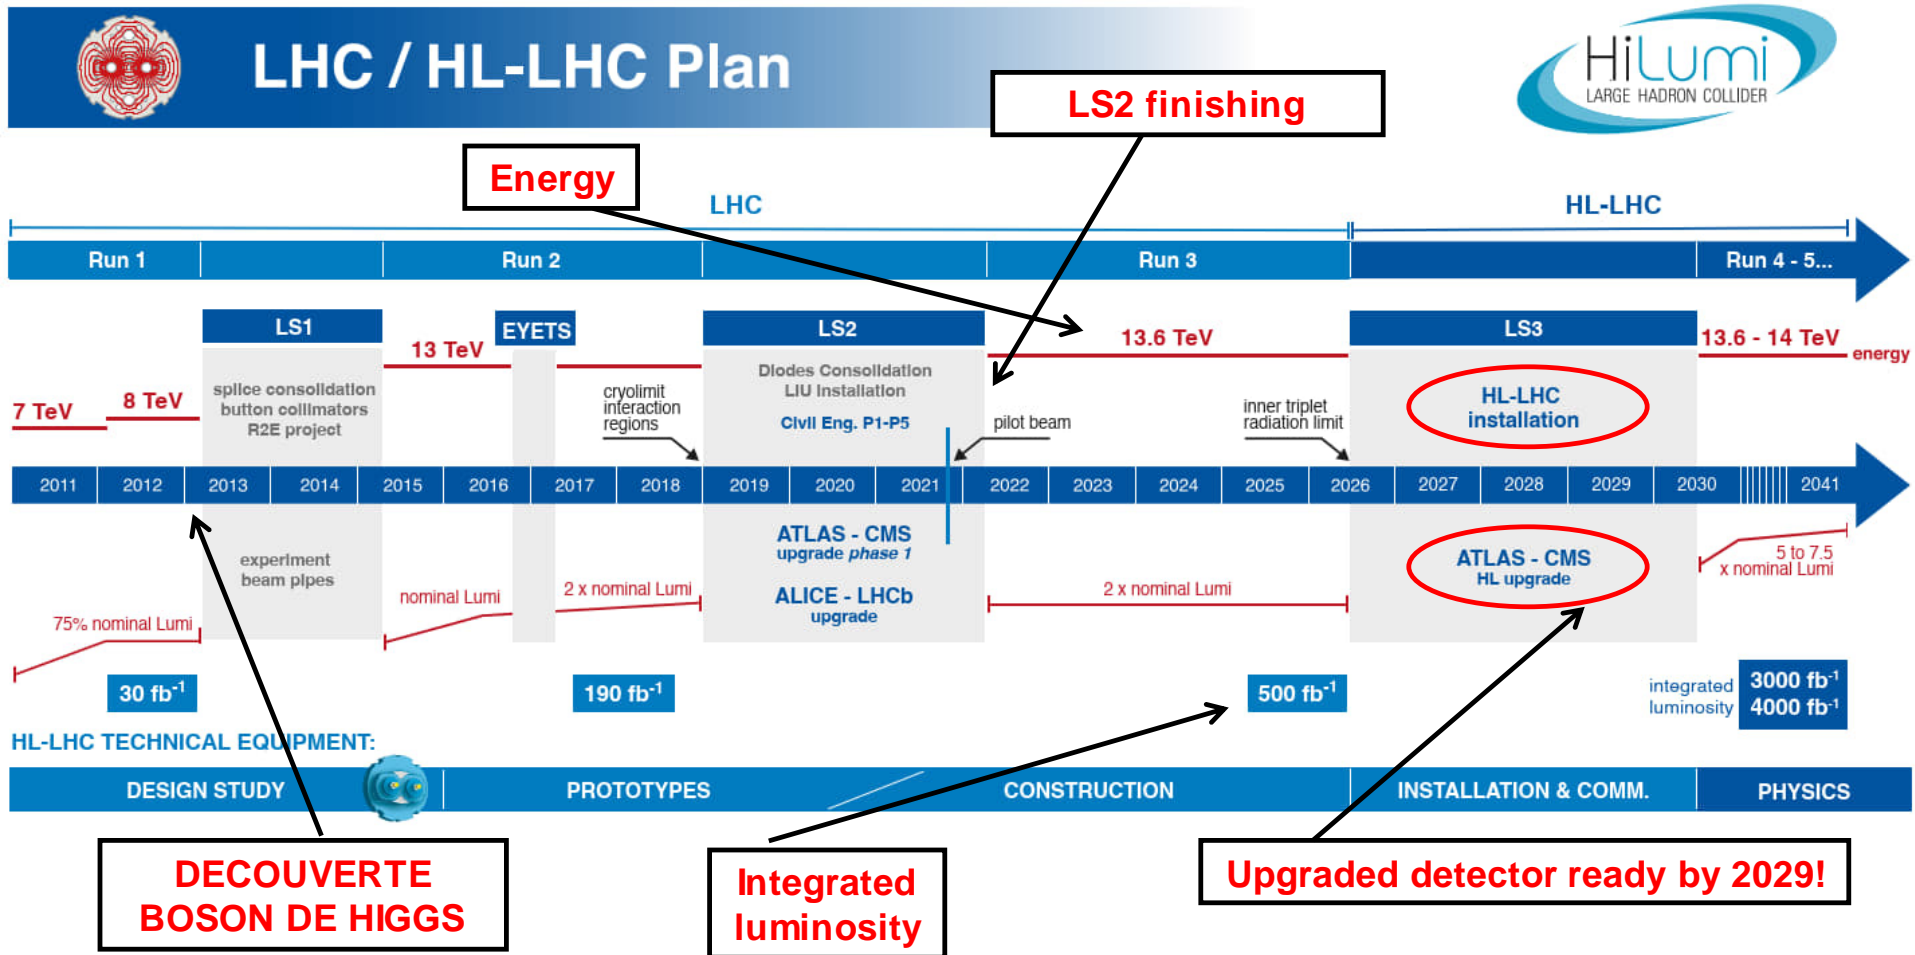 LHC / HL-LHC Plan
HiLumi
LARGE HADRON COLLIDER
LS2 finishing
Energy
LHC
HL-LHC
Run 1
Run 2
Run 3
Run 4 - 5...
LS1
EYETS
LS2
LS3
13 TeV
13.6 TeV
13.6 - 14 TeV
energy
7 TeV
8 TeV
splice consolidation
button collimators
R2E project
cryolimit
interaction
regions
Diodes Consolidation
LIU Installation
Civil Eng. P1-P5
pilot beam
inner triplet
radiation limit
HL-LHC
installation
2011 2012 2013 2014 2015 2016 2017 2018 2019 2020 2021 2022 2023 2024 2025 2026 2027 2028 2029 2030 2041
experiment
beam pipes
75% nominal Lumi
nominal Lumi
2 x nominal Lumi
ATLAS - CMS
upgrade phase 1
ALICE - LHCb
upgrade
2 x nominal Lumi
ATLAS - CMS
HL upgrade
5 to 7.5
x nominal Lumi
30 fb⁻¹
190 fb⁻¹
500 fb⁻¹
integrated
luminosity
3000 fb⁻¹
4000 fb⁻¹
HL-LHC TECHNICAL EQUIPMENT:
DESIGN STUDY
PROTOTYPES
CONSTRUCTION
INSTALLATION & COMM.
PHYSICS
DECOUVERTE
BOSON DE HIGGS
Integrated
luminosity
Upgraded detector ready by 2029!